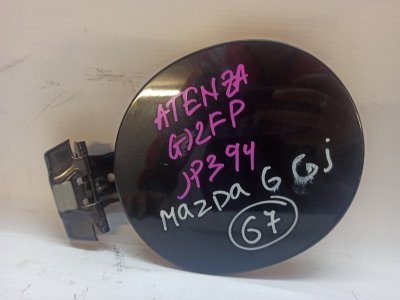 ATENZA
GJ2FP
JP394
MAZDA 6 Gj
67